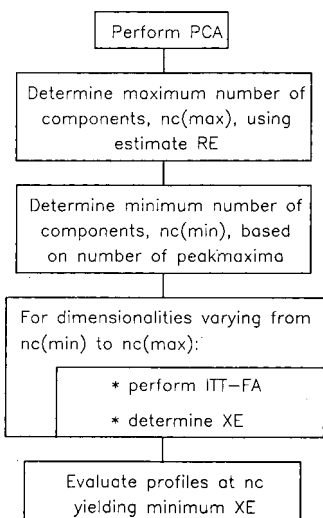 Perform PCA
Determine maximum number of
components, nc(max), using
estimate RE
Determine minimum number of
components, nc(min), based
on number of peakmaxima
For dimensionalities varying from
nc(min) to nc(max):
* perform ITT-FA
* determine XE
Evaluate profiles at nc
yielding minimum XE